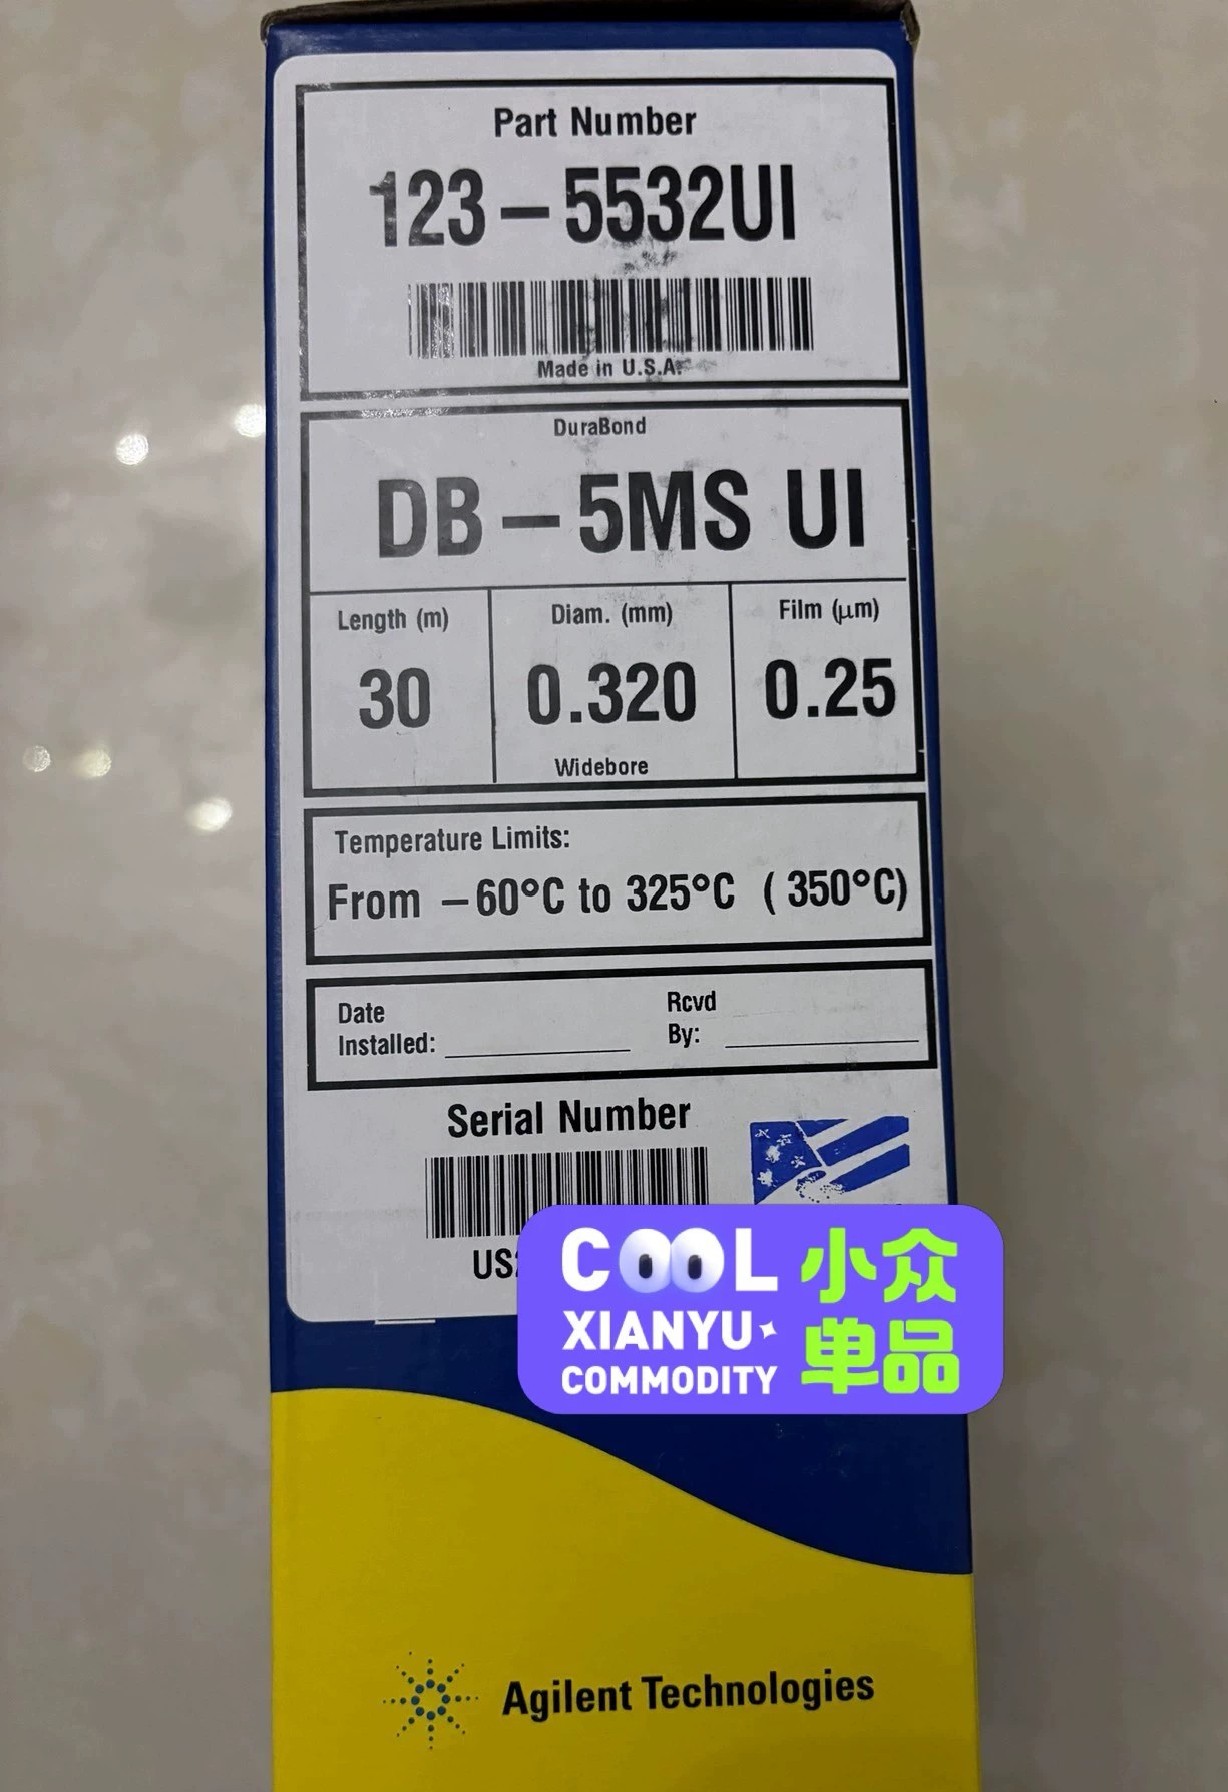 Part Number
123-5532UI
Made in U.S.A.
DuraBond
DB-5MS UI
Length (m)
Diam. (mm)
Film (μm)
30
0.320
0.25
Widebore
Temperature Limits:
From -60°C to 325°C (350°C)
Date
Installed:
Rcvd
By:
Serial Number
US
COOL
XIANYU
COMMODITY
小众
单品
Agilent Technologies